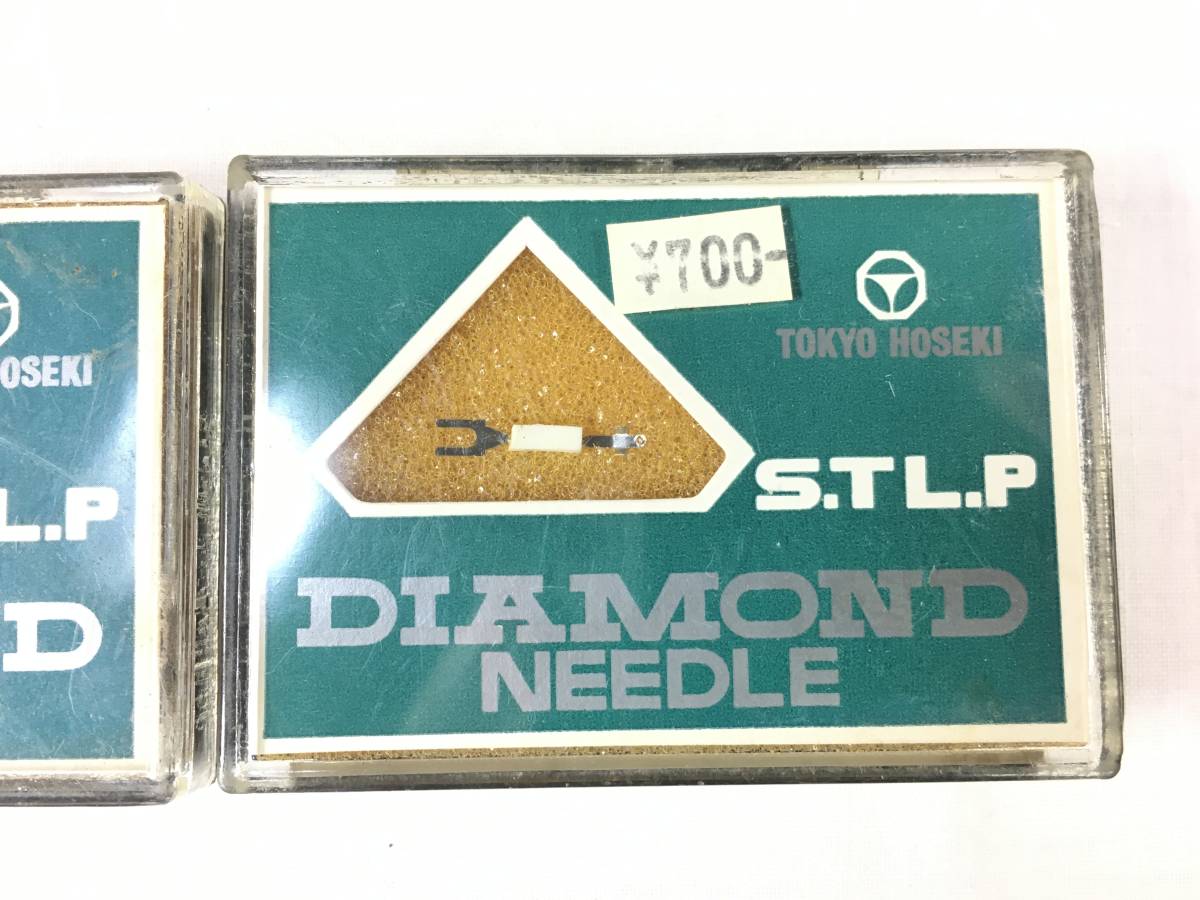 OSEKI
L.P
D
¥700-
TOKYO HOSEKI
S.T L.P
DIAMOND
NEEDLE